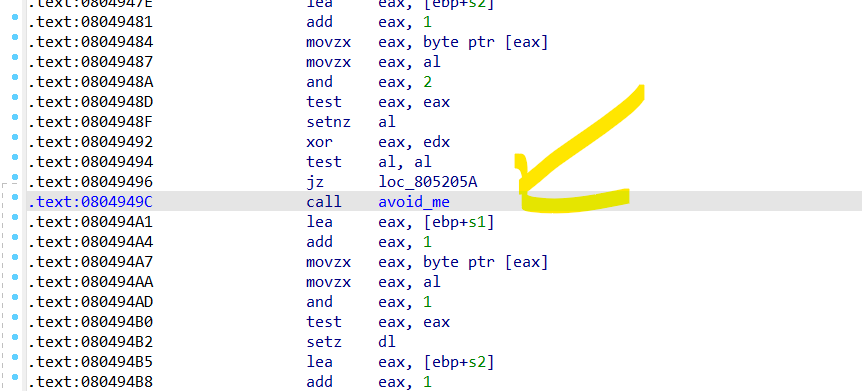 .text:0804947E lea eax, [ebp+s2]
.text:08049481 add eax, 1
.text:08049484 movzx eax, byte ptr [eax]
.text:08049487 movzx eax, al
.text:0804948A and eax, 2
.text:0804948D test eax, eax
.text:0804948F setnz al
.text:08049492 xor eax, edx
.text:08049494 test al, al
.text:08049496 jz loc_805205A
.text:0804949C call avoid_me
.text:080494A1 lea eax, [ebp+s1]
.text:080494A4 add eax, 1
.text:080494A7 movzx eax, byte ptr [eax]
.text:080494AA movzx eax, al
.text:080494AD and eax, 1
.text:080494B0 test eax, eax
.text:080494B2 setz dl
.text:080494B5 lea eax, [ebp+s2]
.text:080494B8 add eax, 1